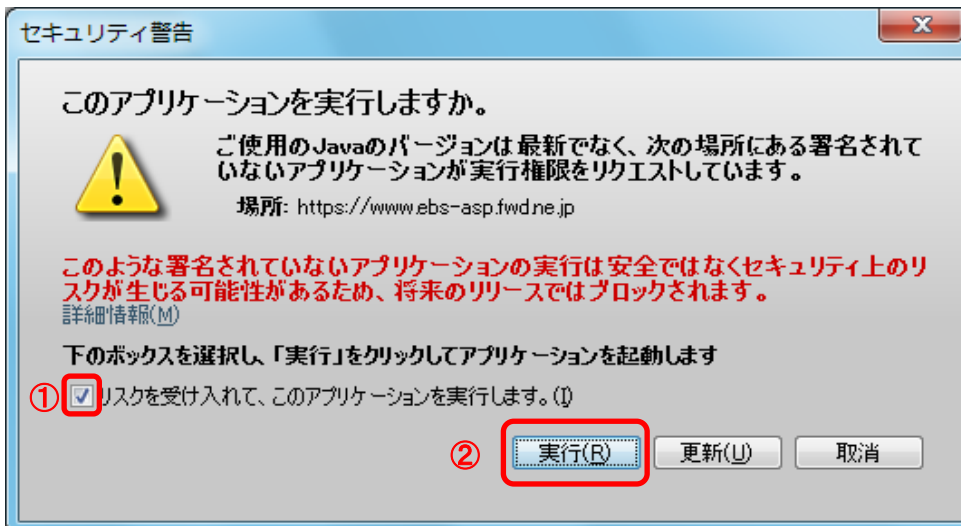 セキュリティ警告
このアプリケーションを実行しますか。
ご使用のJavaのバージョンは最新でなく、次の場所にある署名されて
いないアプリケーションが実行権限をリクエストしています。
場所: https://www.ebs-asp.fwd.ne.jp
このような署名されていないアプリケーションの実行は安全ではなくセキュリティ上のリ
スクが生じる可能性があるため、将来のリリースではブロックされます。
詳細情報(M)
下のボックスを選択し、「実行」をクリックしてアプリケーションを起動します
① リスクを受け入れて、このアプリケーションを実行します。(I)
② 実行(R) 更新(U) 取消